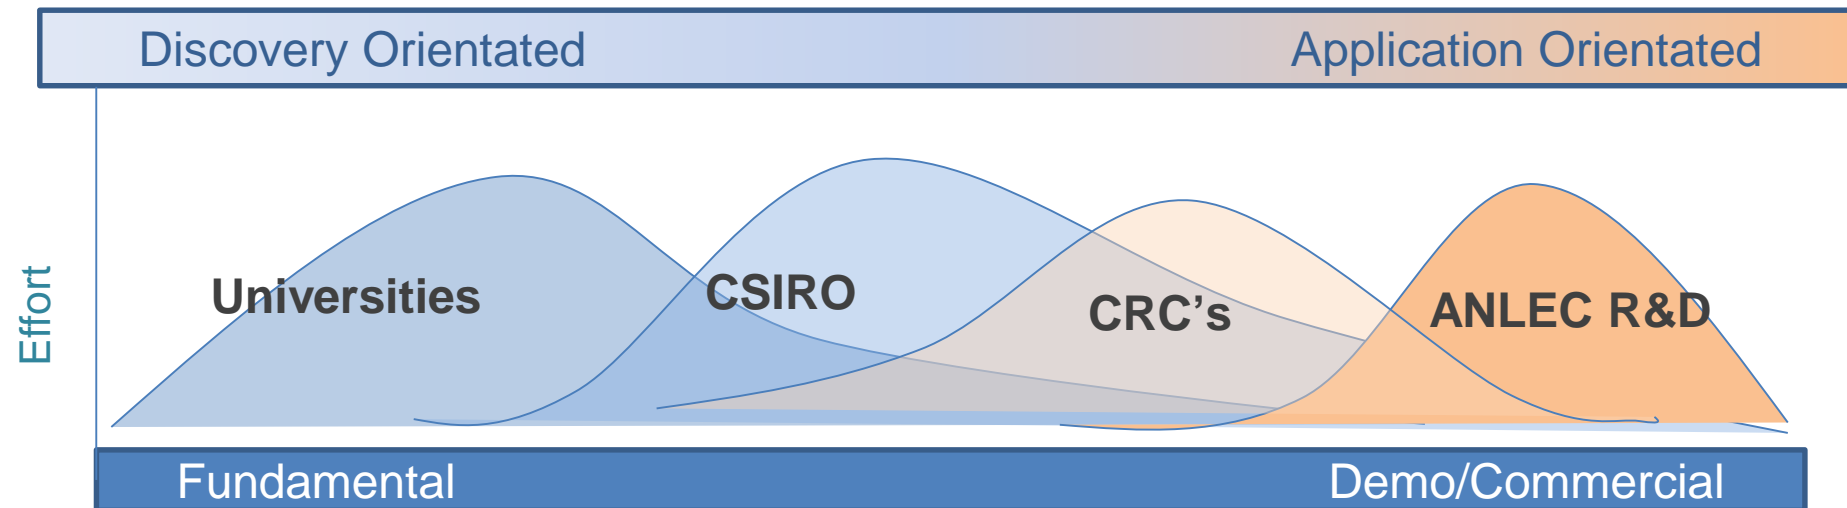 Discovery Orientated
Application Orientated
Effort
Universities
CSIRO
CRC’s
ANLEC R&D
Fundamental
Demo/Commercial